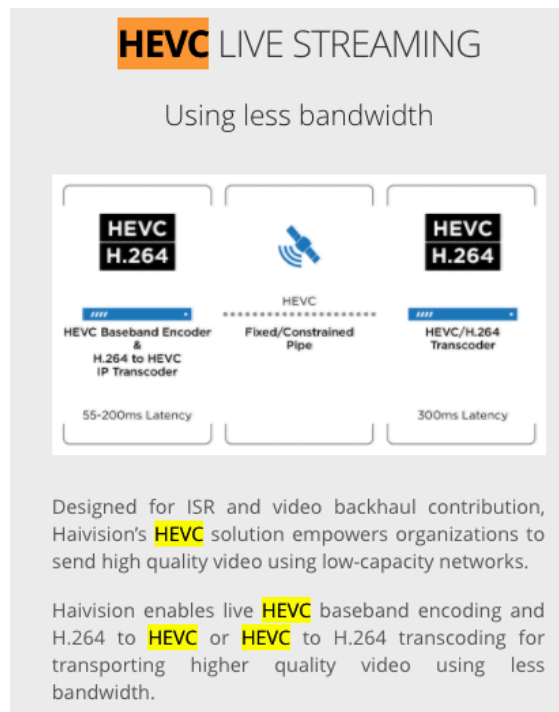 HEVC LIVE STREAMING
Using less bandwidth
HEVC
H.264
HEVC Baseband Encoder
&
H.264 to HEVC
IP Transcoder
55-200ms Latency
HEVC
Fixed/Constrained
Pipe
HEVC
H.264
HEVC/H.264
Transcoder
300ms Latency
Designed for ISR and video backhaul contribution,
Haivision’s HEVC solution empowers organizations to
send high quality video using low-capacity networks.
Haivision enables live HEVC baseband encoding and
H.264 to HEVC or HEVC to H.264 transcoding for
transporting higher quality video using less
bandwidth.